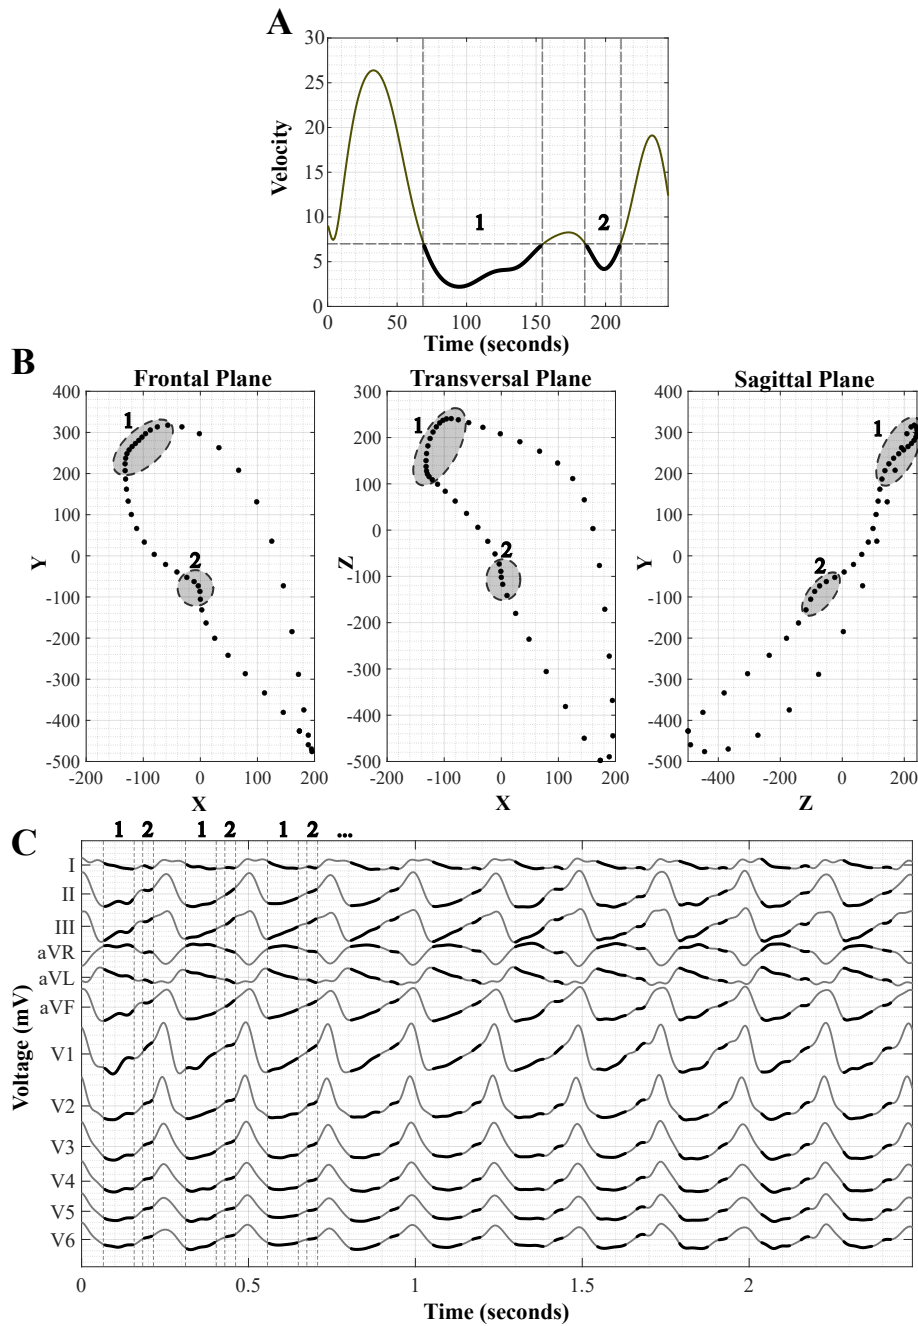 A
30
25
20
15
10
5
0
Velocity
1
2
0 50 100 150 200
Time (seconds)
B
Frontal Plane
Transversal Plane
Sagittal Plane
400
300
200
100
0
-100
-200
-300
-400
-500
Y
1
2
-200 -100 0 100 200
X
300
200
100
0
-100
-200
-300
-400
-500
Z
1
2
-200 -100 0 100 200
X
400
300
200
100
0
-100
-200
-300
-400
-500
Y
1
2
-400 -200 0 200
Z
C
1 2 1 2 1 2 ...
I
II
III
aVR
aVL
aVF
V1
V2
V3
V4
V5
V6
Voltage (mV)
0 0.5 1 1.5 2
Time (seconds)